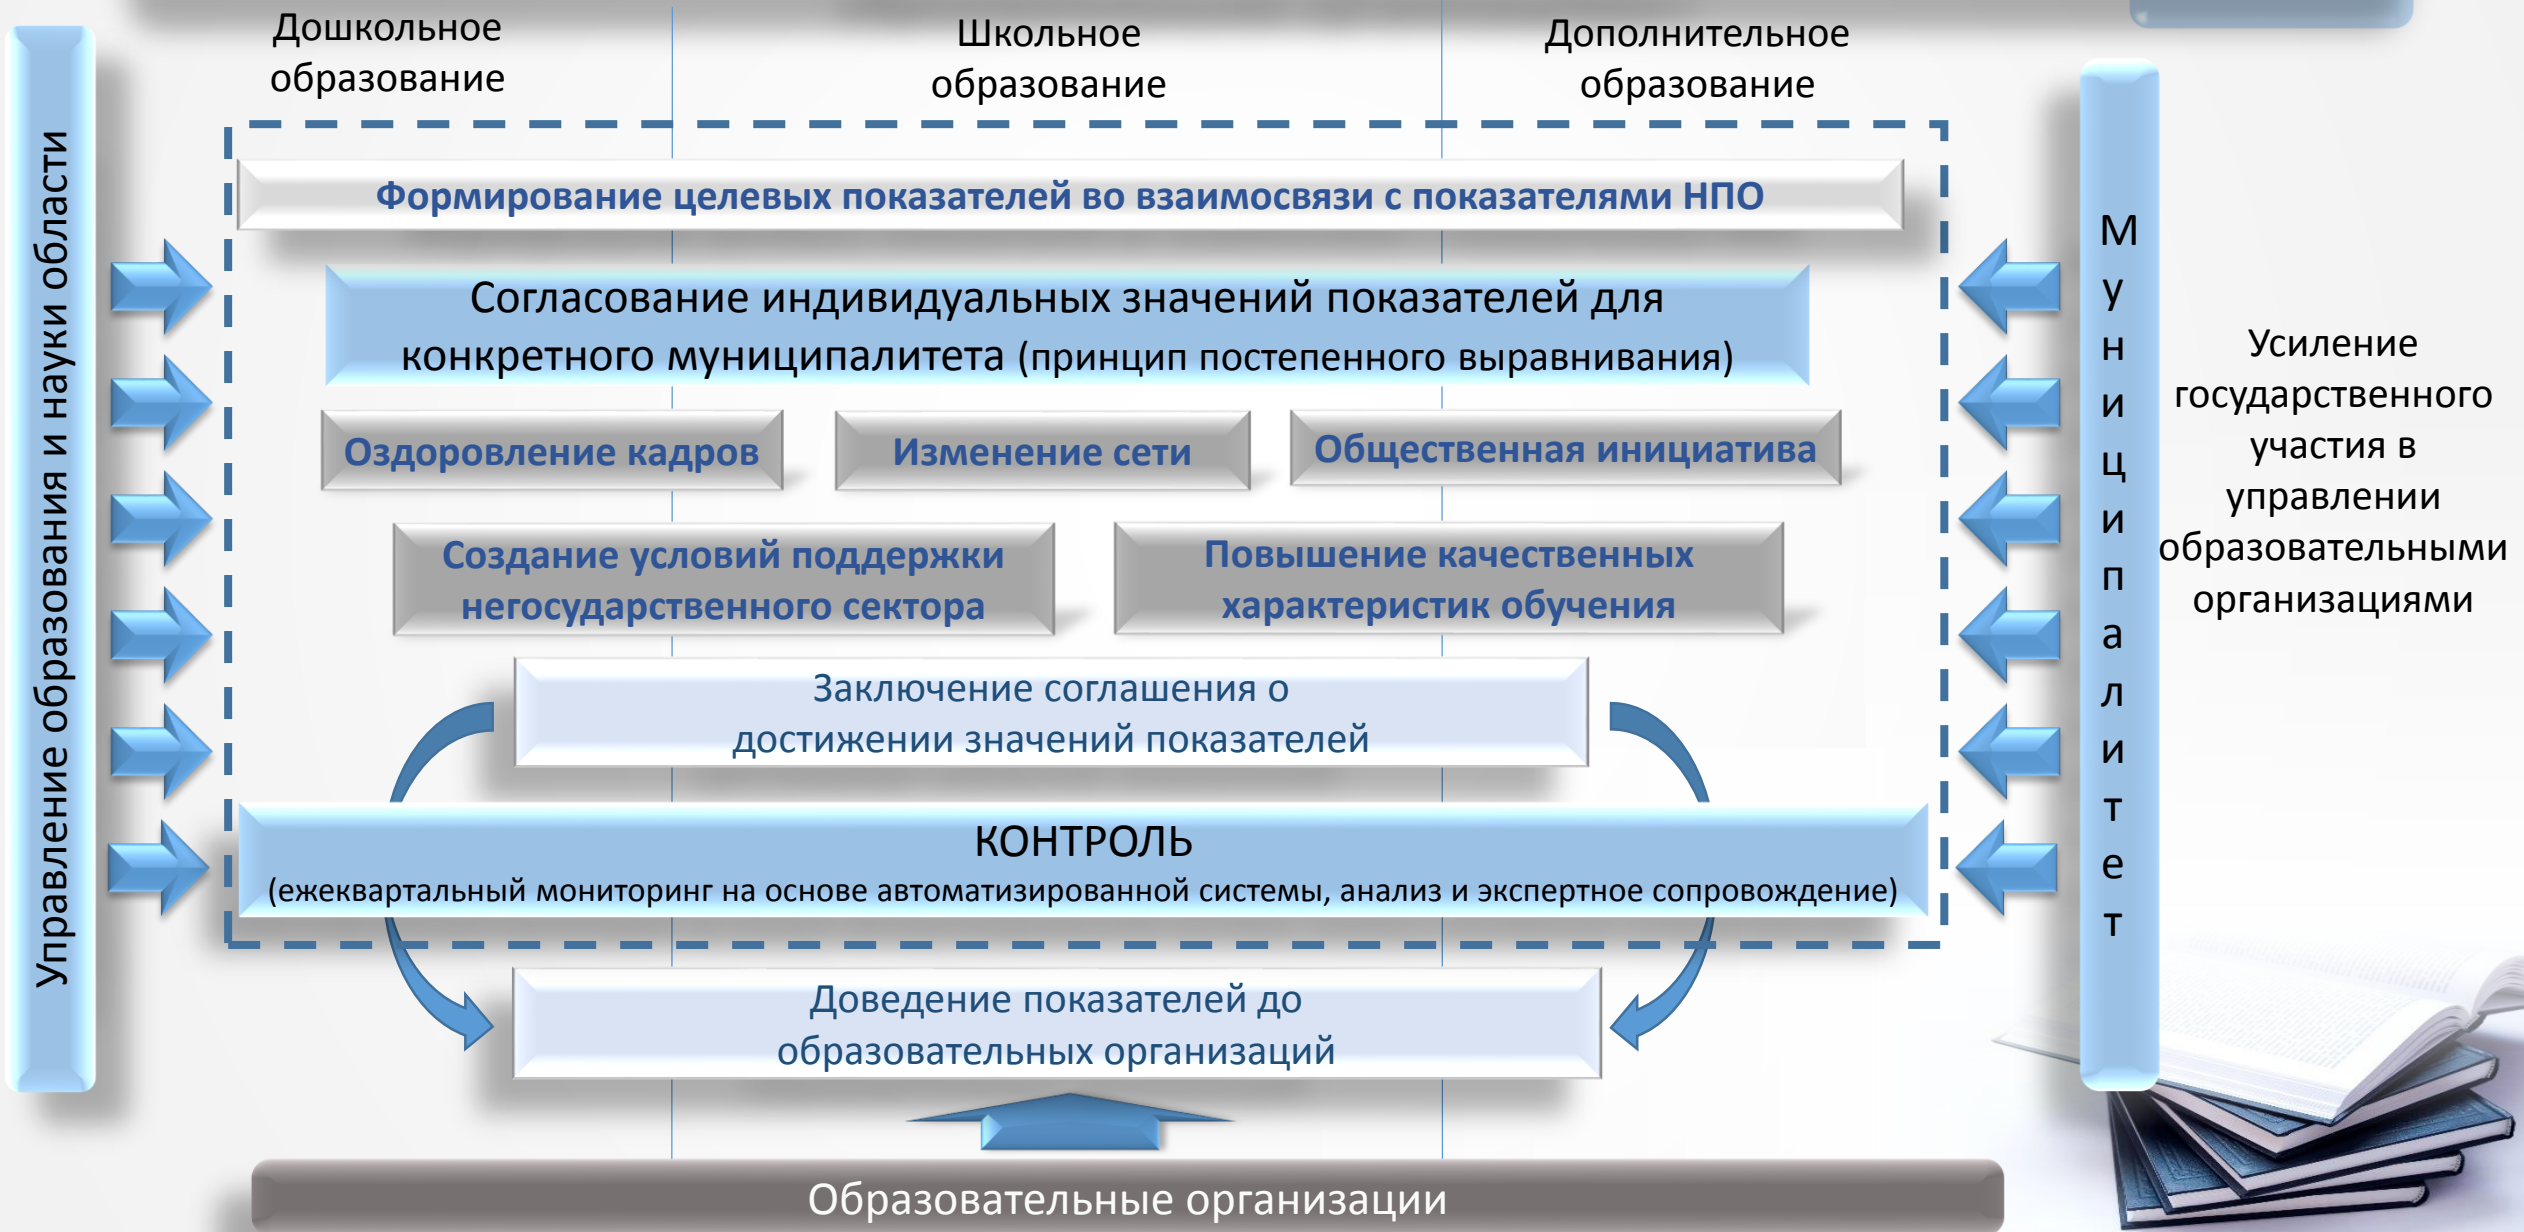 Дошкольное
образование
Школьное
образование
Дополнительное
образование
Управление образования и науки области
Формирование целевых показателей во взаимосвязи с показателями НПО
Согласование индивидуальных значений показателей для
конкретного муниципалитета (принцип постепенного выравнивания)
Оздоровление кадров
Изменение сети
Общественная инициатива
Создание условий поддержки
негосударственного сектора
Повышение качественных
характеристик обучения
Заключение соглашения о
достижении значений показателей
КОНТРОЛЬ
(ежеквартальный мониторинг на основе автоматизированной системы, анализ и экспертное сопровождение)
Доведение показателей до
образовательных организаций
Образовательные организации
Муниципалитет
Усиление
государственного
участия в
управлении
образовательными
организациями